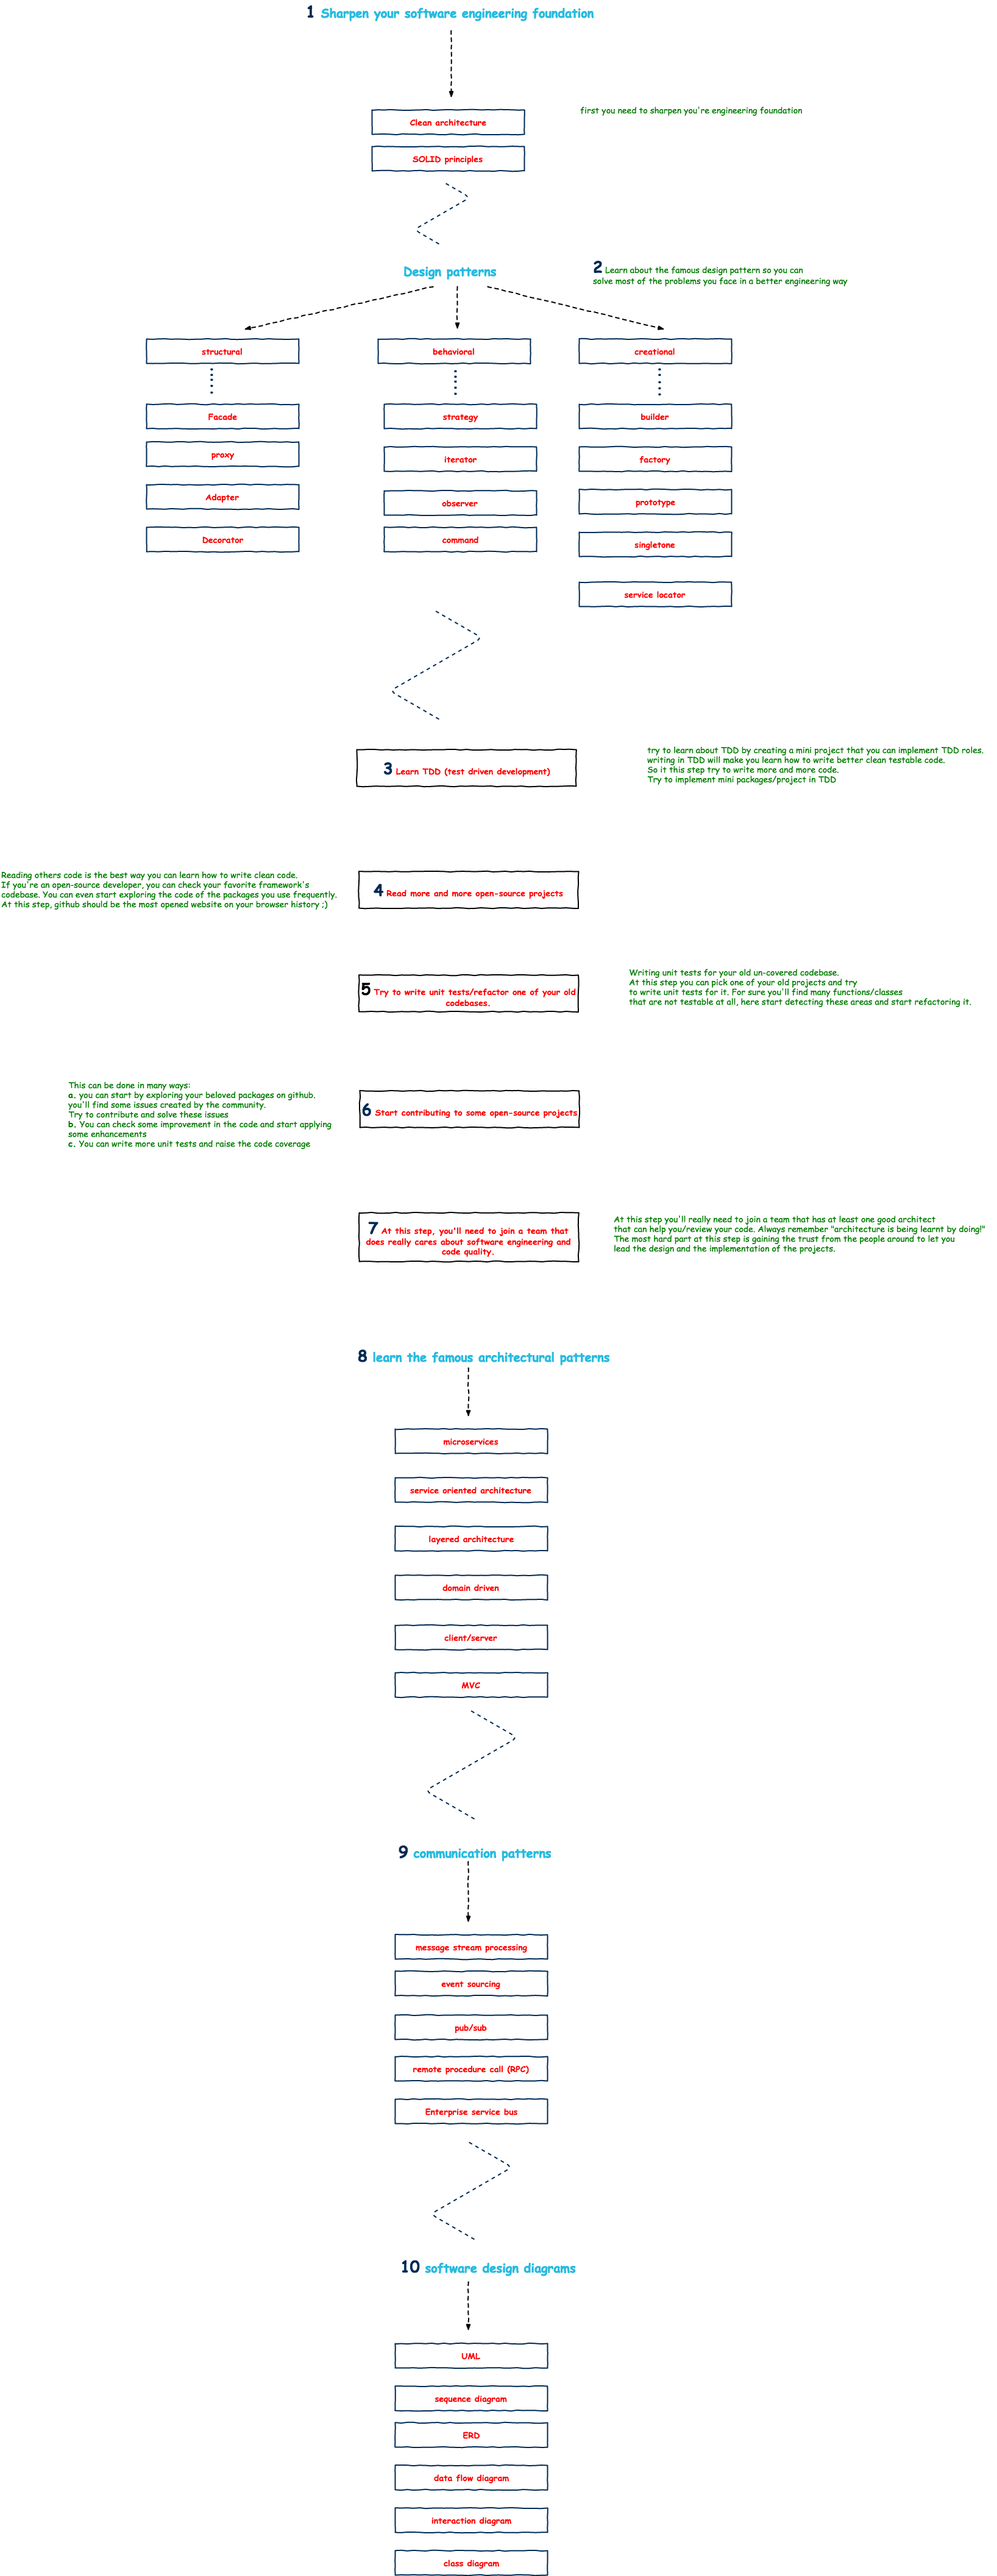 1 Sharpen your software engineering foundation
first you need to sharpen you're engineering foundation
Clean architecture
SOLID principles
Design patterns
2 Learn about the famous design pattern so you can
solve most of the problems you face in a better engineering way
structural
behavioral
creational
Facade
strategy
builder
proxy
iterator
factory
Adapter
observer
prototype
Decorator
command
singletone
service locator
3 Learn TDD (test driven development)
try to learn about TDD by creating a mini project that you can implement TDD roles.
writing in TDD will make you learn how to write better clean testable code.
So it this step try to write more and more code.
Try to implement mini packages/project in TDD
Reading others code is the best way you can learn how to write clean code.
If you're an open-source developer, you can check your favorite framework's
codebase. You can even start exploring the code of the packages you use frequently.
At this step, github should be the most opened website on your browser history ;)
4 Read more and more open-source projects
5 Try to write unit tests/refactor one of your old
codebases.
Writing unit tests for your old un-covered codebase.
At this step you can pick one of your old projects and try
to write unit tests for it. For sure you'll find many functions/classes
that are not testable at all, here start detecting these areas and start refactoring it.
This can be done in many ways:
a. you can start by exploring your beloved packages on github.
you'll find some issues created by the community.
Try to contribute and solve these issues
b. You can check some improvement in the code and start applying
some enhancements
c. You can write more unit tests and raise the code coverage
6 Start contributing to some open-source projects
7 At this step, you'll need to join a team that
does really cares about software engineering and
code quality.
At this step you'll really need to join a team that has at least one good architect
that can help you/review your code. Always remember "architecture is being learnt by doing!"
The most hard part at this step is gaining the trust from the people around to let you
lead the design and the implementation of the projects.
8 learn the famous architectural patterns
microservices
service oriented architecture
layered architecture
domain driven
client/server
MVC
9 communication patterns
message stream processing
event sourcing
pub/sub
remote procedure call (RPC)
Enterprise service bus
10 software design diagrams
UML
sequence diagram
ERD
data flow diagram
interaction diagram
class diagram